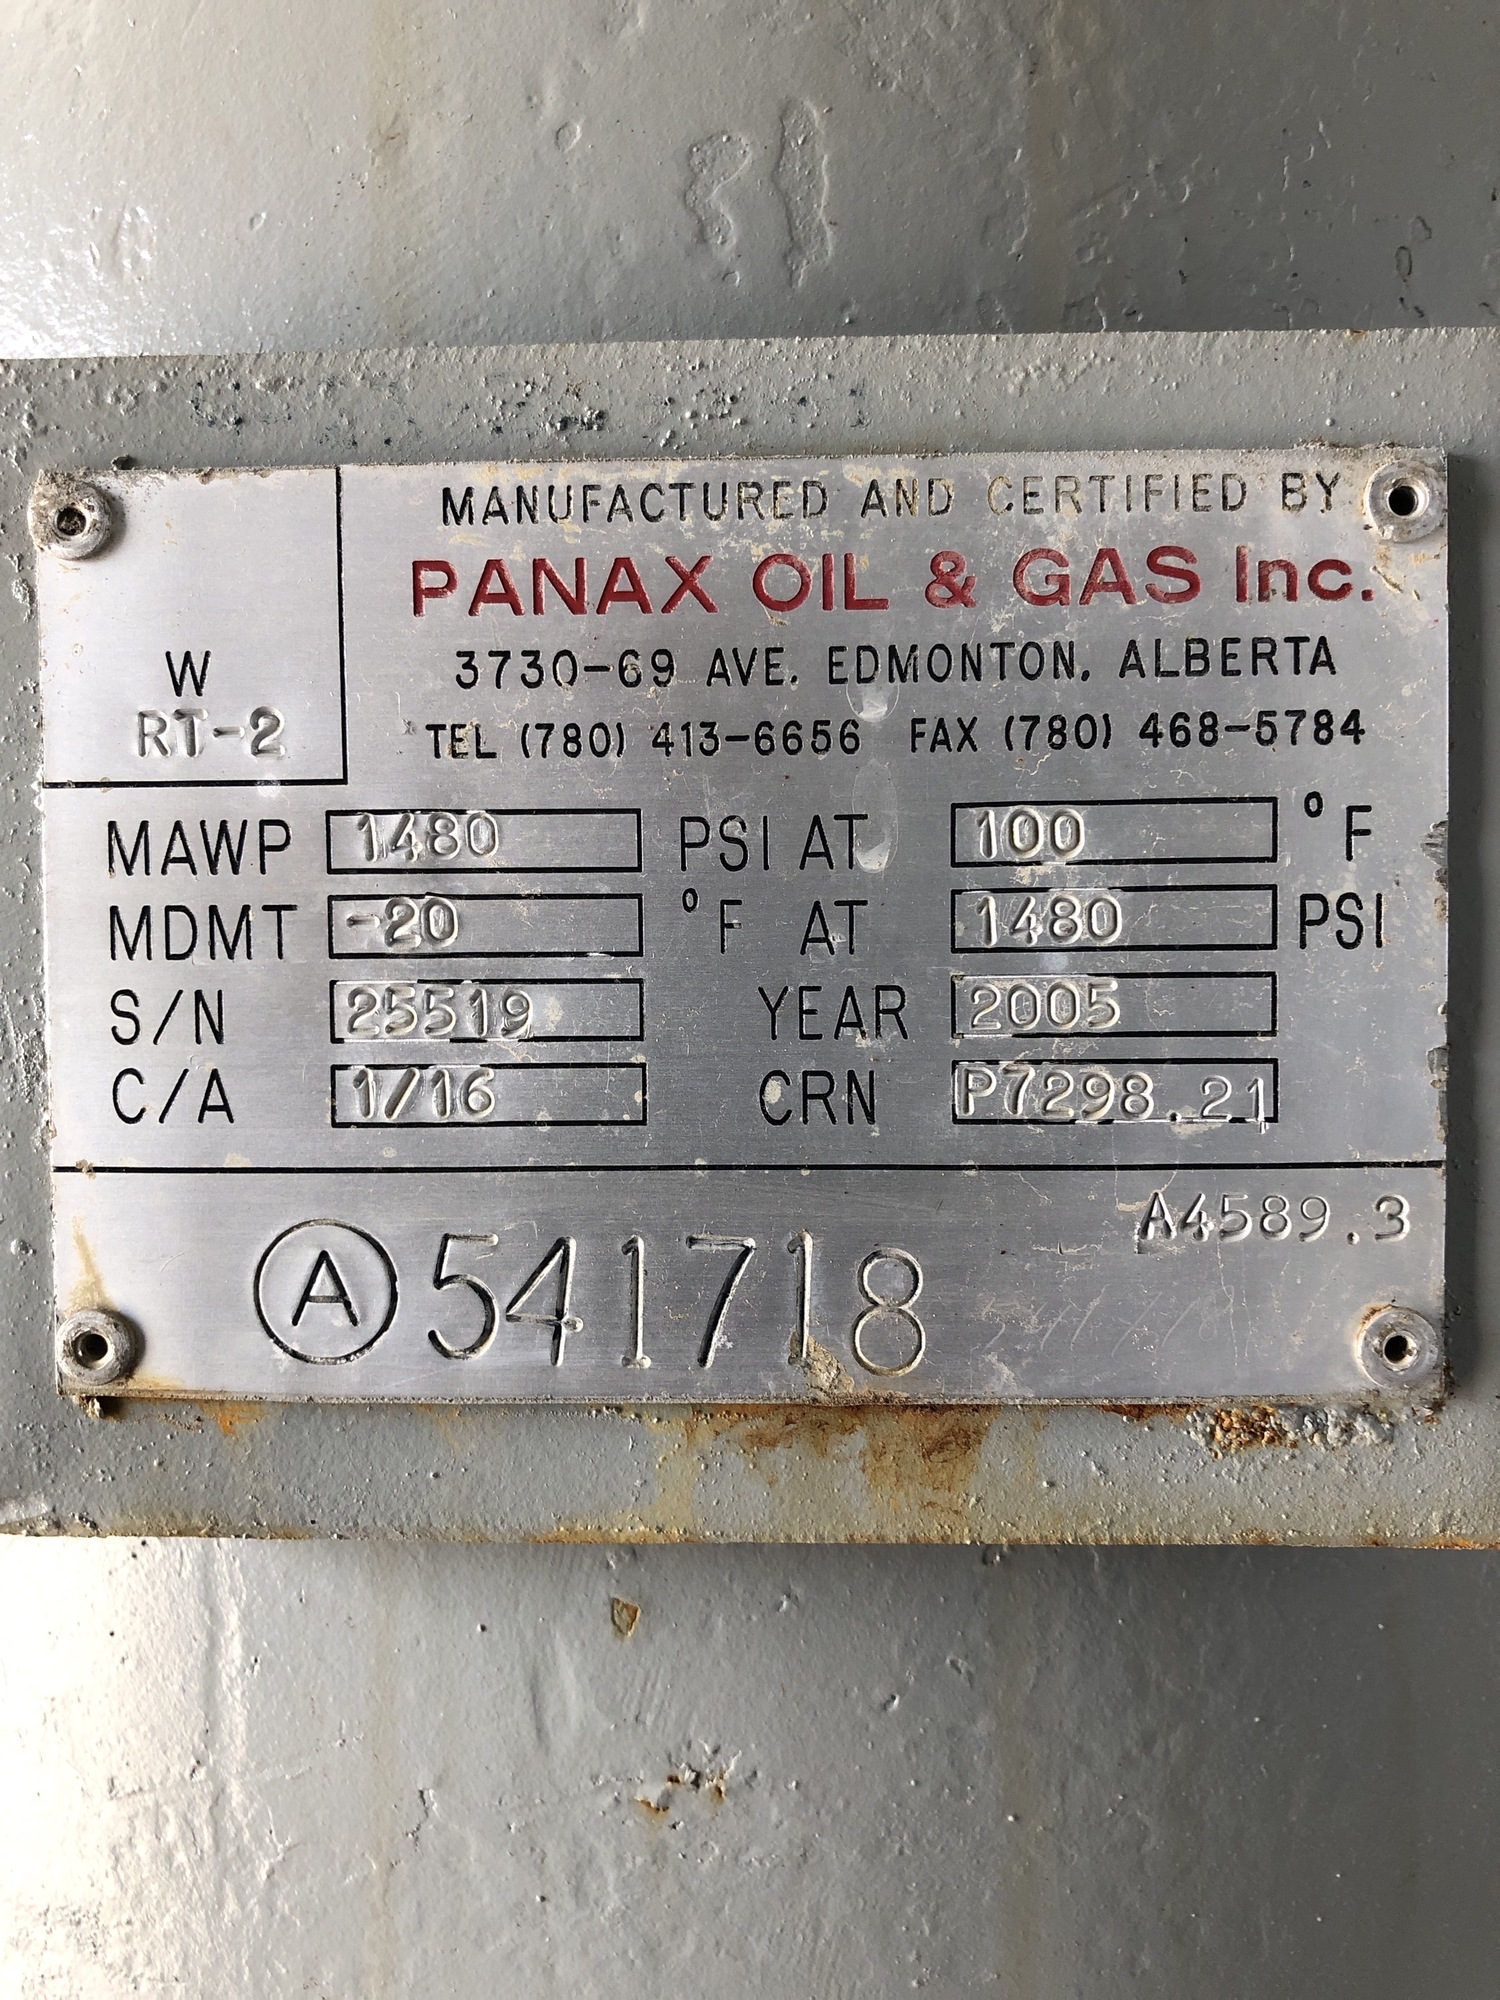 MANUFACTURED AND CERTIFIED BY
PANAX OIL & GAS Inc.
3730-69 AVE. EDMONTON, ALBERTA
TEL (780) 413-6656 FAX (780) 468-5784
W
RT-2
MAWP 1480 PSI AT 100 °F
MDMT -20 °F AT 1480 PSI
S/N 25519 YEAR 2005
C/A 1/16 CRN P7298.21
A4589.3
A 541718
541718